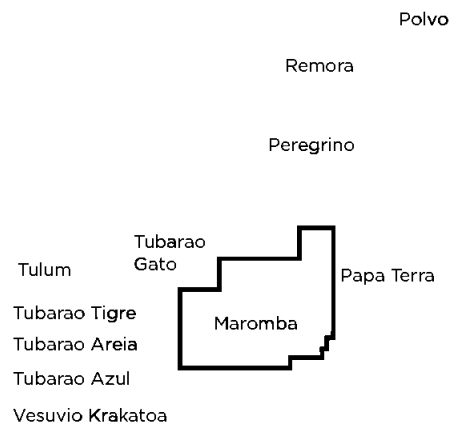 Polvo
Remora
Peregrino
Tubarao
Gato
Tulum
Papa Terra
Tubarao Tigre
Maromba
Tubarao Areia
Tubarao Azul
Vesuvio Krakatoa